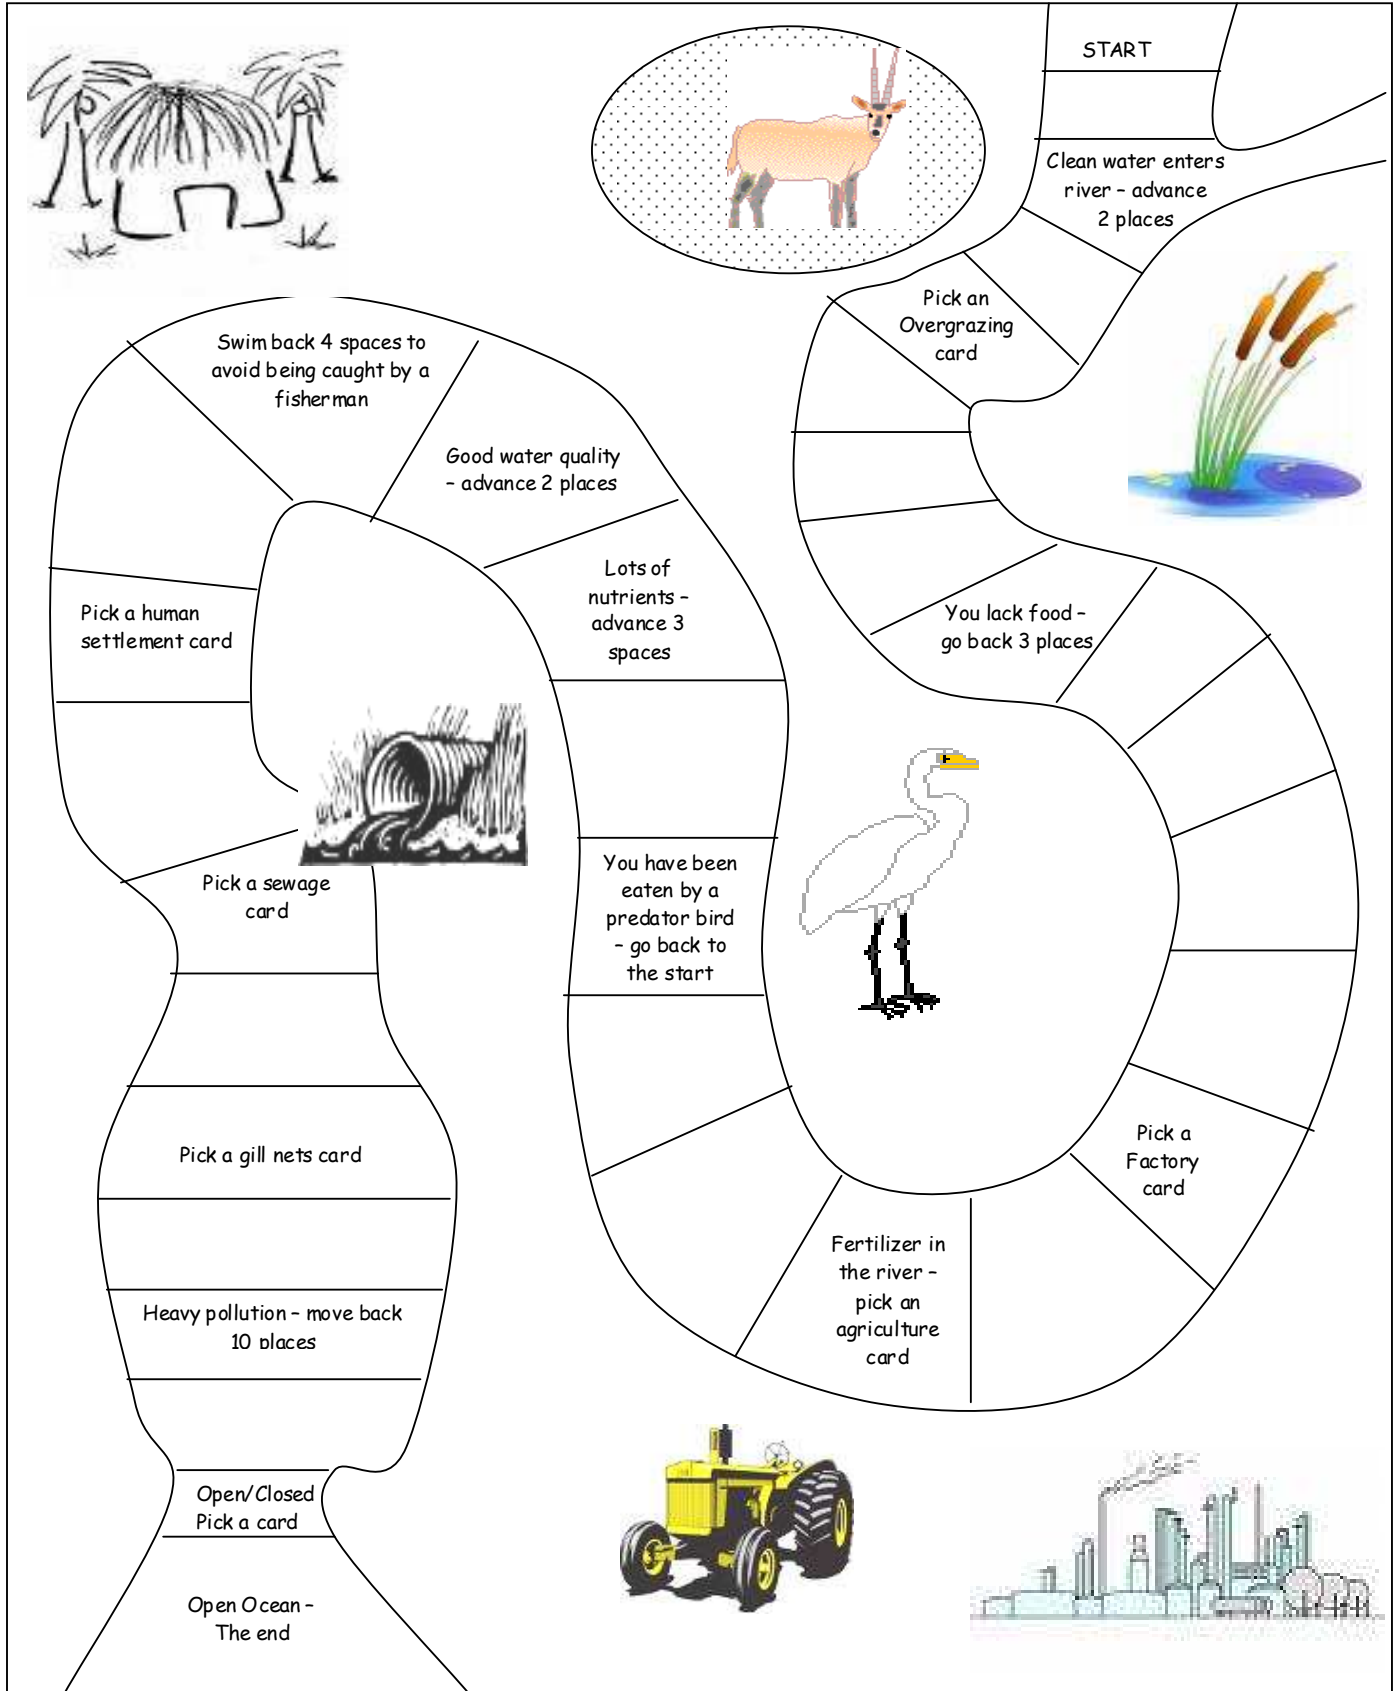 START
Clean water enters
river – advance
2 places
Pick an
Overgrazing
card
You lack food –
go back 3 places
Pick a
Factory
card
Fertilizer in
the river –
pick an
agriculture
card
You have been
eaten by a
predator bird
– go back to
the start
Lots of
nutrients –
advance 3
spaces
Good water quality
– advance 2 places
Swim back 4 spaces to
avoid being caught by a
fisherman
Pick a human
settlement card
Pick a sewage
card
Pick a gill nets card
Heavy pollution – move back
10 places
Open/Closed
Pick a card
Open Ocean –
The end